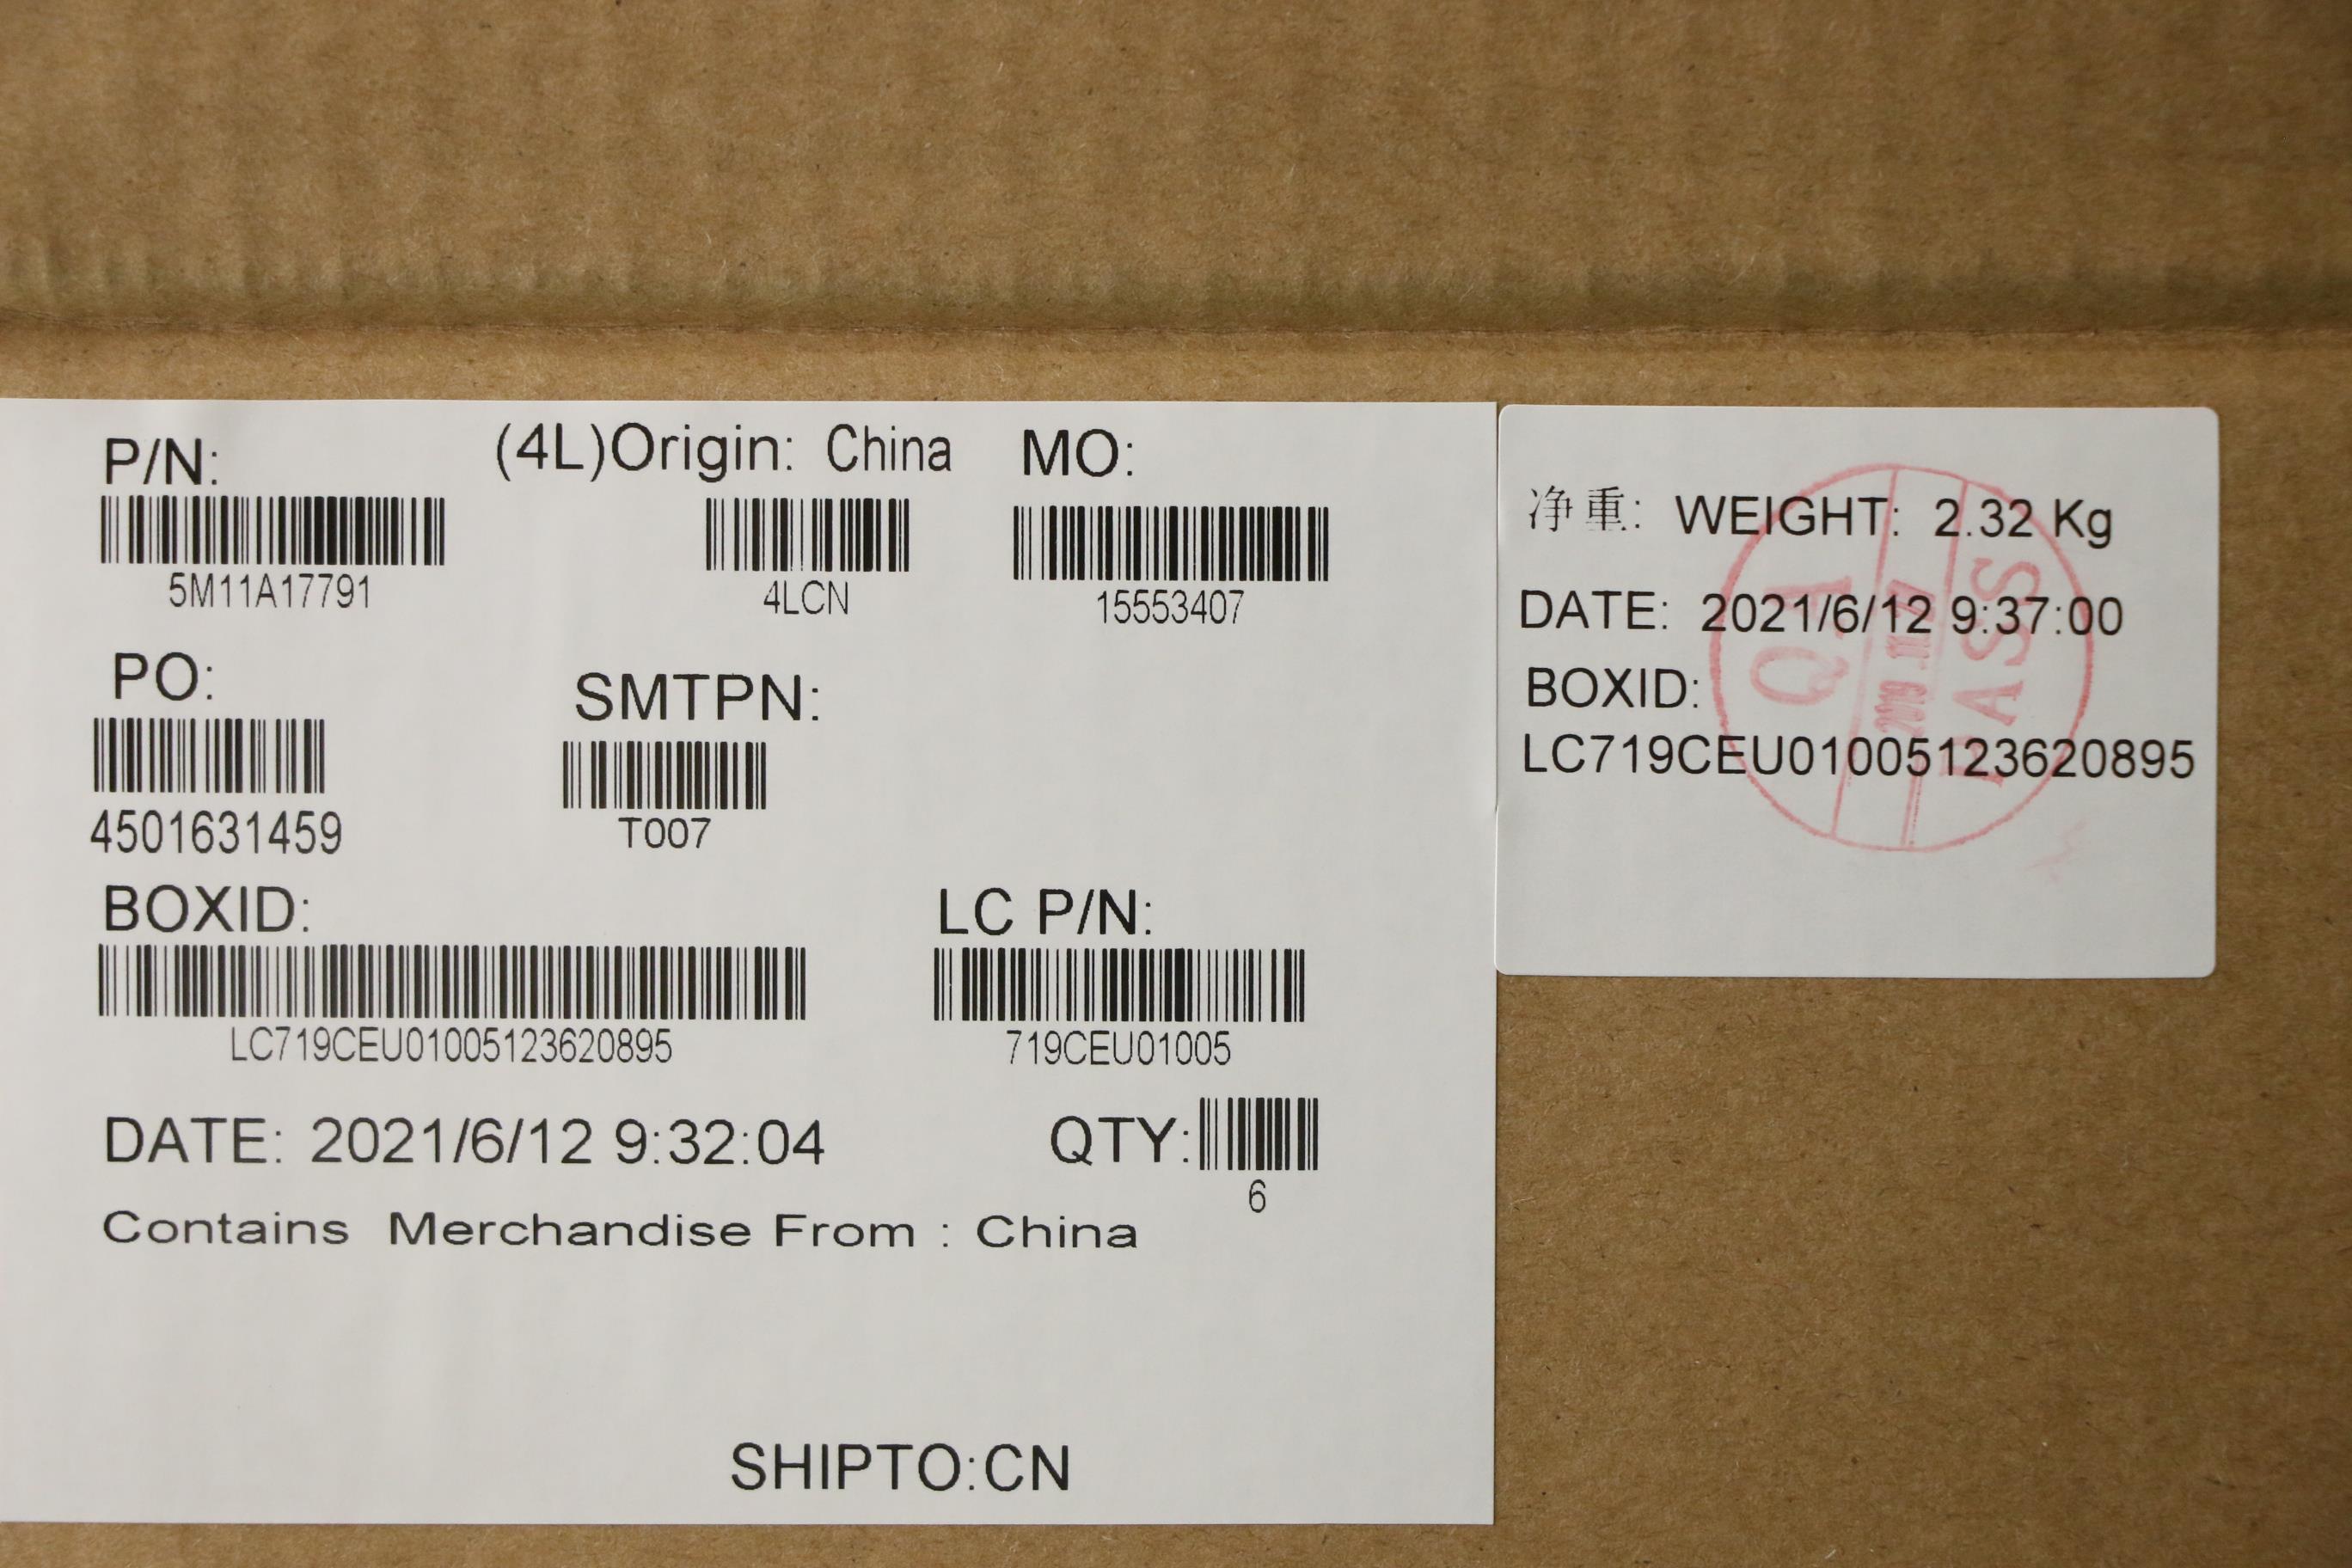 P/N:
5M11A17791
(4L)Origin: China
4LCN
MO:
15553407
PO:
4501631459
SMTPN:
T007
BOXID:
LC719CEU01005123620895
LC P/N:
719CEU01005
DATE: 2021/6/12 9:32:04
QTY:
6
Contains Merchandise From : China
SHIPTO:CN
净重: WEIGHT: 2.32 Kg
DATE: 2021/6/12 9:37:00
BOXID:
LC719CEU01005123620895
QA
PASS